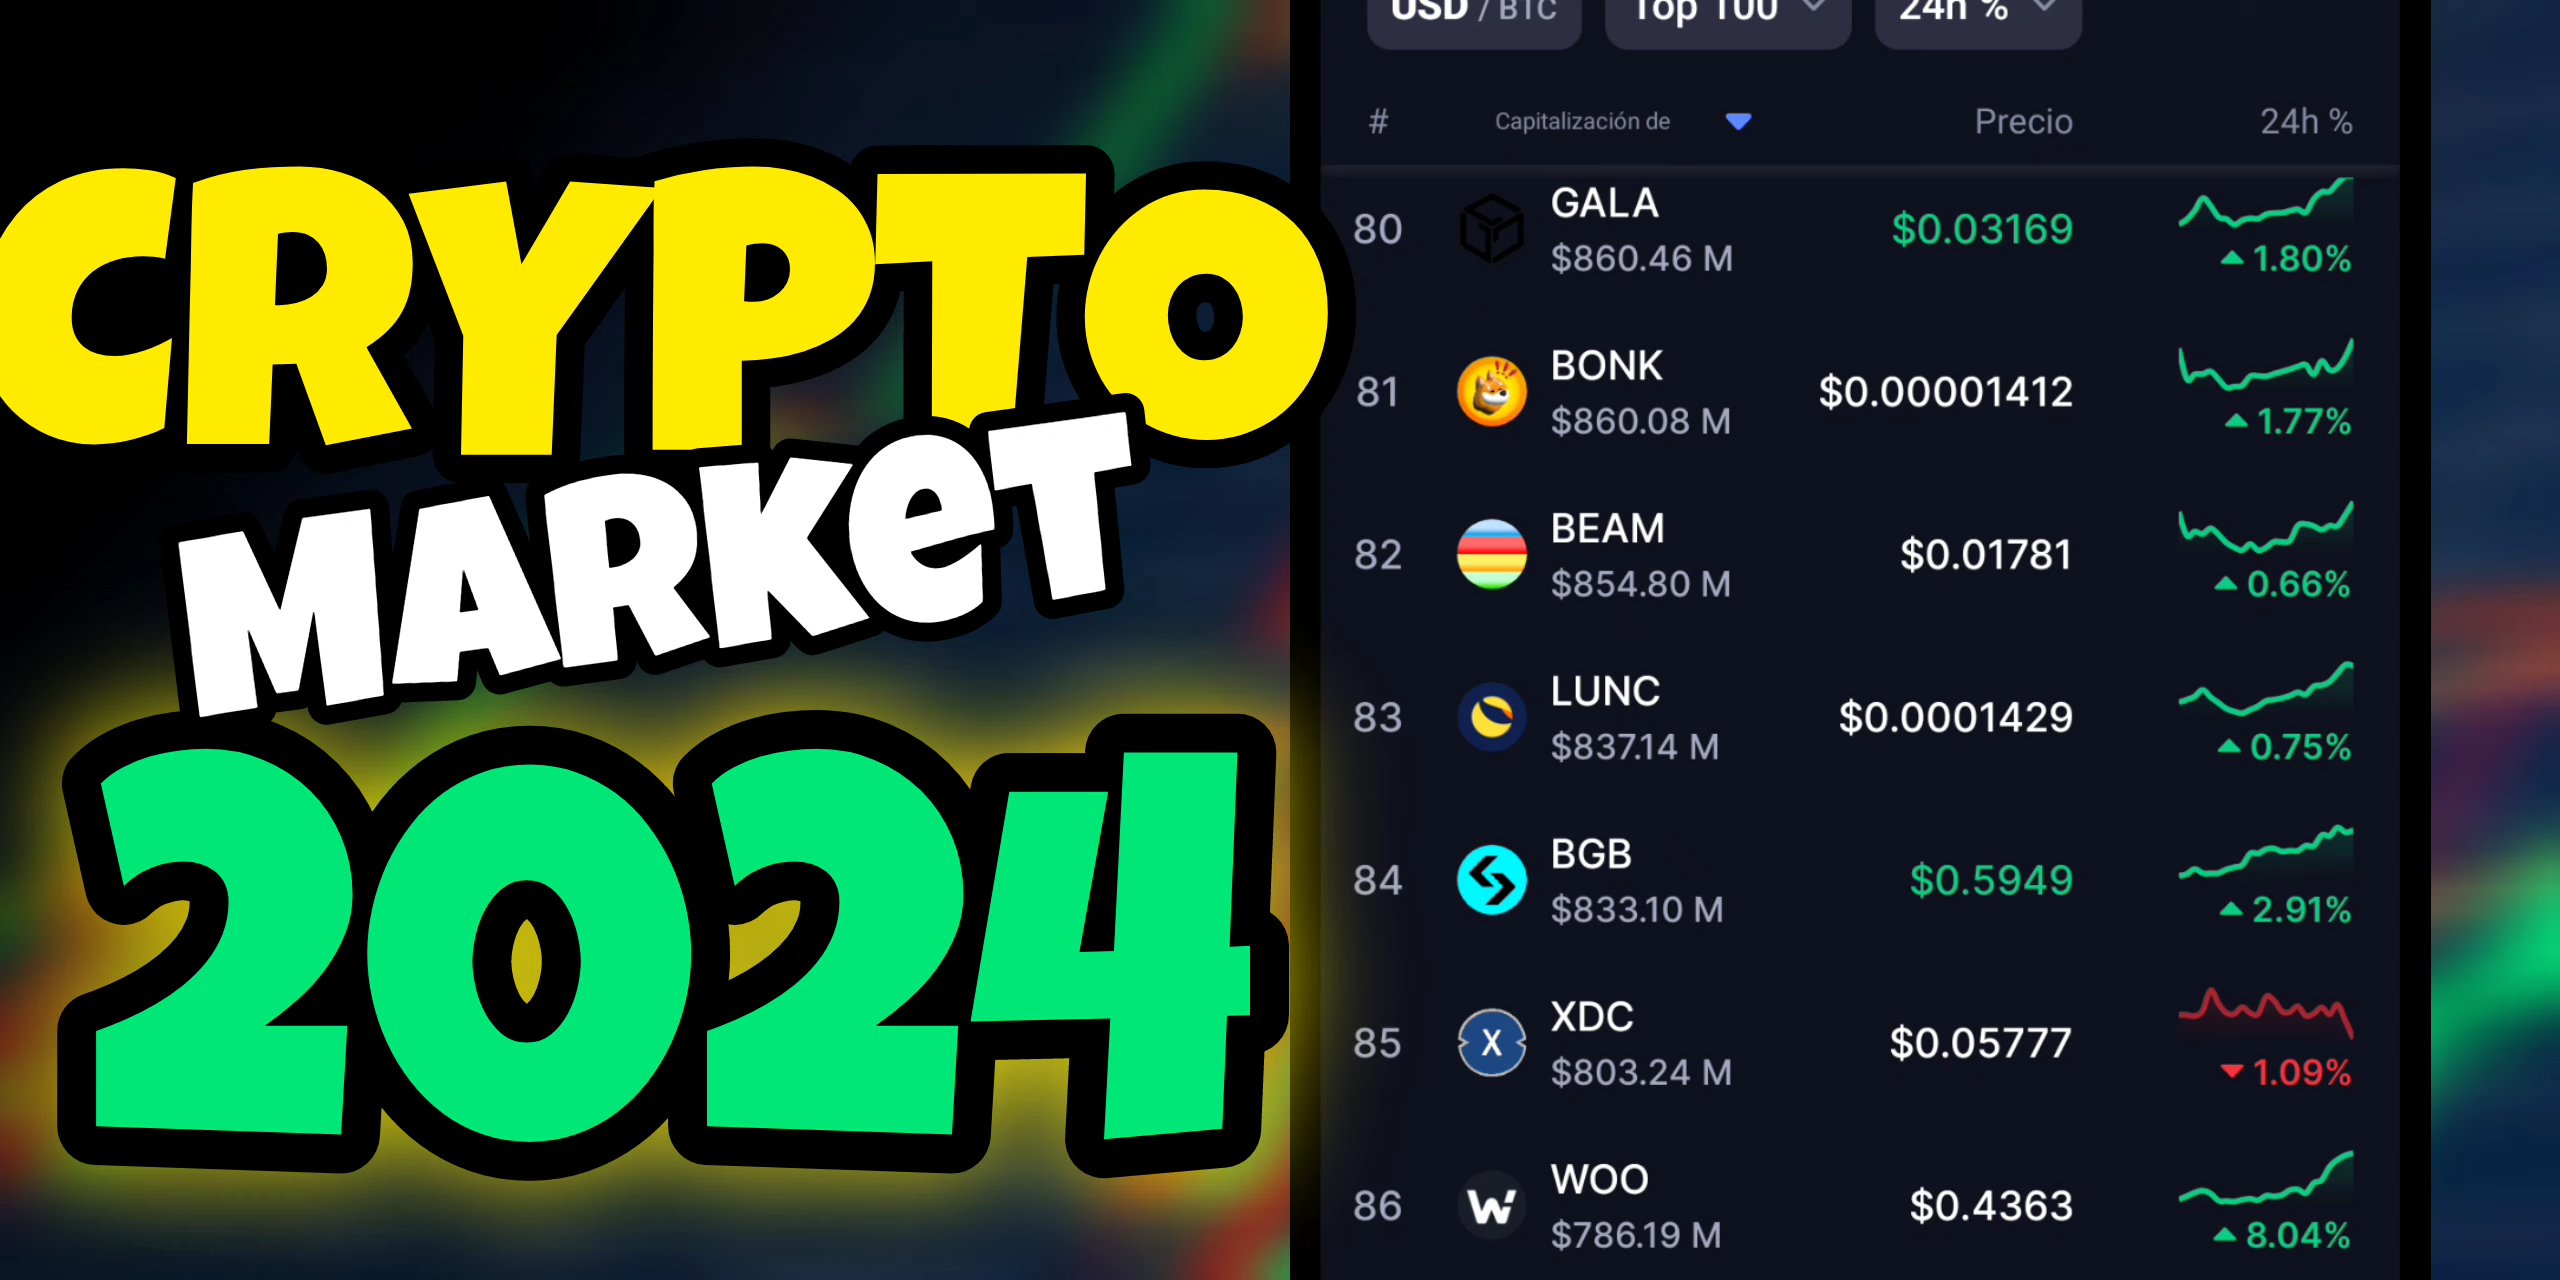 CRYPTO
MARKeT
2024
USD / BTC Top 100 24h %
# Capitalización de Precio 24h %
80 GALA $0.03169
$860.46 M 1.80%
81 BONK $0.00001412
$860.08 M 1.77%
82 BEAM $0.01781
$854.80 M 0.66%
83 LUNC $0.0001429
$837.14 M 0.75%
84 BGB $0.5949
$833.10 M 2.91%
85 X XDC $0.05777
$803.24 M 1.09%
86 W WOO $0.4363
$786.19 M 8.04%